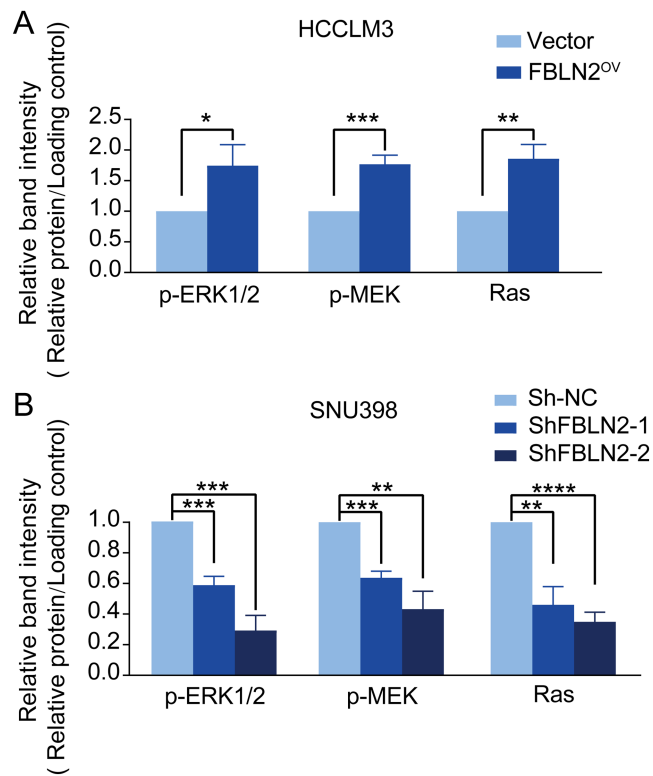 A
HCCLM3
Vector
FBLN2OV
Relative band intensity
( Relative protein/Loading control)
2.5
2.0
1.5
1.0
0.5
0.0
*
***
**
p-ERK1/2
p-MEK
Ras
B
SNU398
Sh-NC
ShFBLN2-1
ShFBLN2-2
Relative band intensity
( Relative protein/Loading control)
1.0
0.8
0.6
0.4
0.2
0.0
***
***
**
***
****
**
p-ERK1/2
p-MEK
Ras